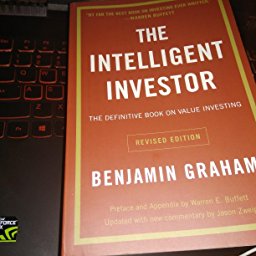 "BY FAR THE BEST BOOK ON INVESTING EVER WRITTEN."
—WARREN BUFFETT
THE
INTELLIGENT
INVESTOR
THE DEFINITIVE BOOK ON VALUE INVESTING
REVISED EDITION
BENJAMIN GRAHAM
Preface and Appendix by Warren E. Buffett
Updated with new commentary by Jason Zweig